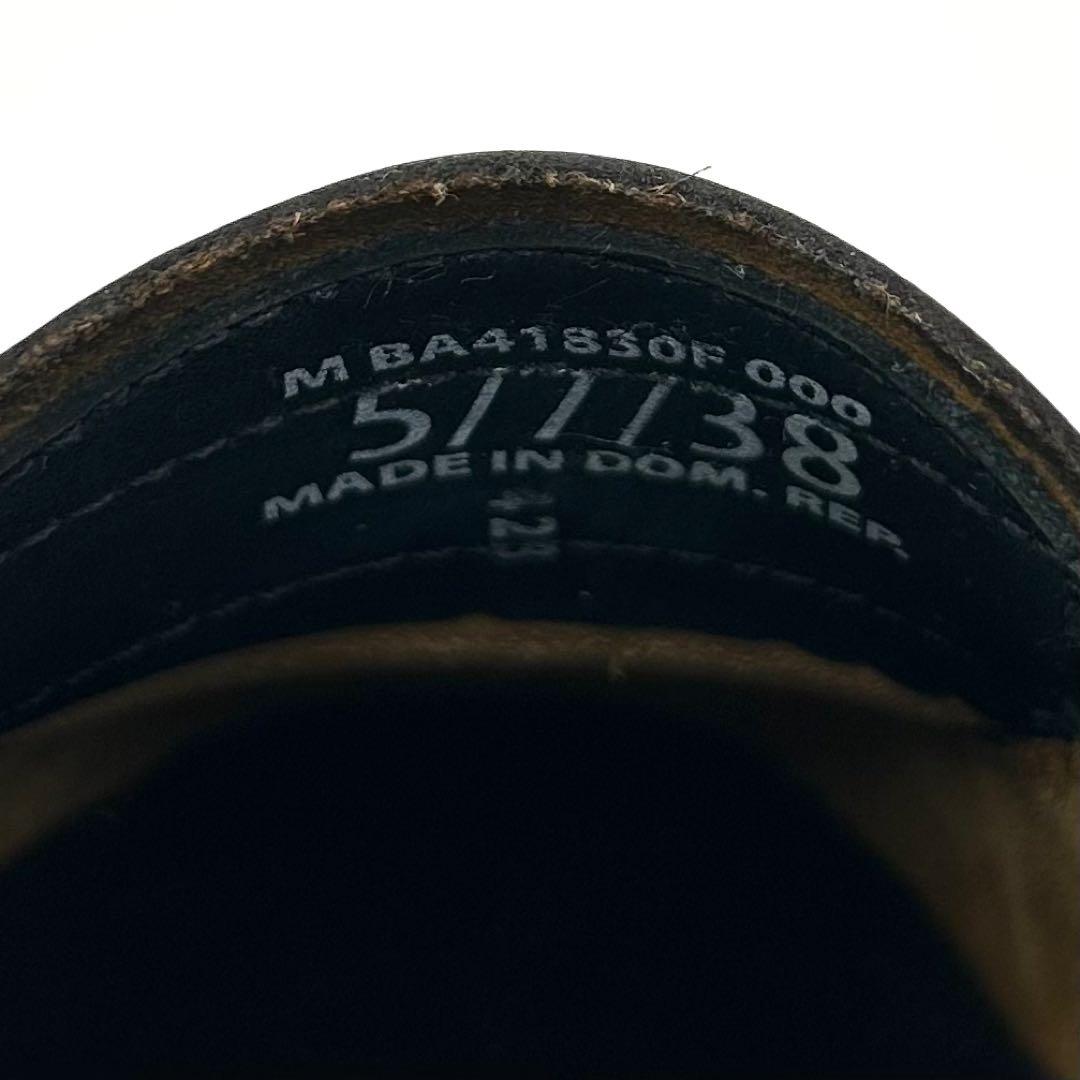 M BA41830F 000
5/7/38
MADE IN DOM. REP.